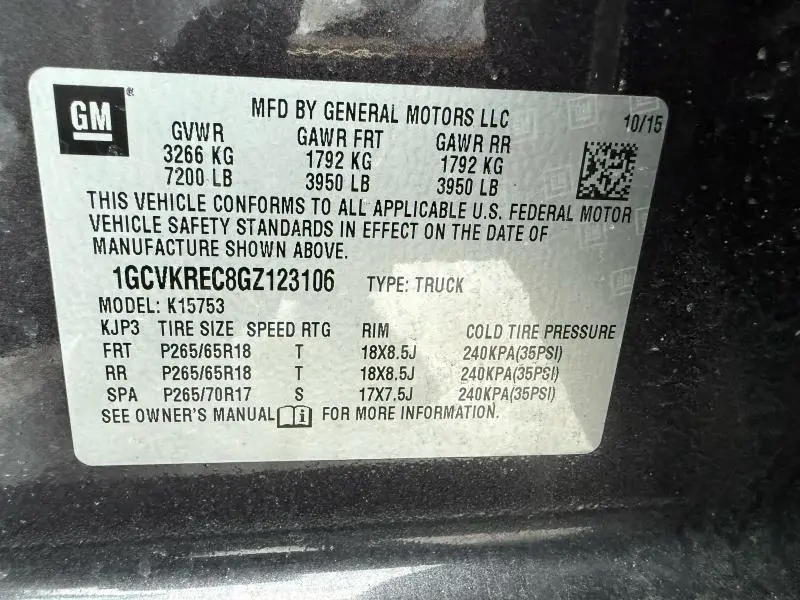 GM®
MFD BY GENERAL MOTORS LLC
10/15
GVWR GAWR FRT GAWR RR
3266 KG 1792 KG 1792 KG
7200 LB 3950 LB 3950 LB
THIS VEHICLE CONFORMS TO ALL APPLICABLE U.S. FEDERAL MOTOR
VEHICLE SAFETY STANDARDS IN EFFECT ON THE DATE OF
MANUFACTURE SHOWN ABOVE.
1GCVKREC8GZ123106 TYPE: TRUCK
MODEL: K15753
KJP3 TIRE SIZE SPEED RTG RIM COLD TIRE PRESSURE
FRT P265/65R18 T 18X8.5J 240KPA(35PSI)
RR P265/65R18 T 18X8.5J 240KPA(35PSI)
SPA P265/70R17 S 17X7.5J 240KPA(35PSI)
SEE OWNER'S MANUAL i FOR MORE INFORMATION.